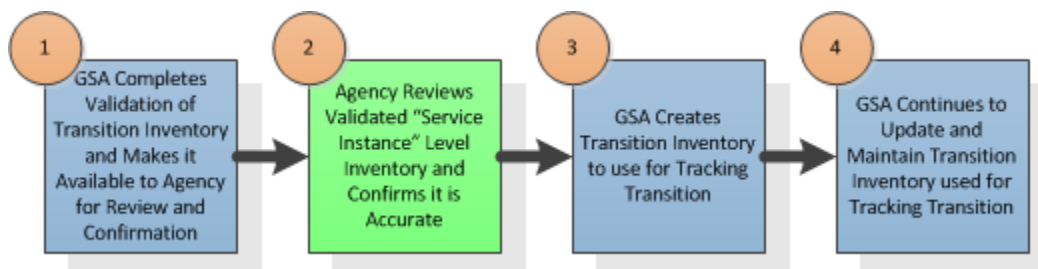 1
GSA Completes
Validation of
Transition Inventory
and Makes it
Available to Agency
for Review and
Confirmation
2
Agency Reviews
Validated “Service
Instance” Level
Inventory and
Confirms it is
Accurate
3
GSA Creates
Transition Inventory
to use for Tracking
Transition
4
GSA Continues to
Update and
Maintain Transition
Inventory used for
Tracking Transition